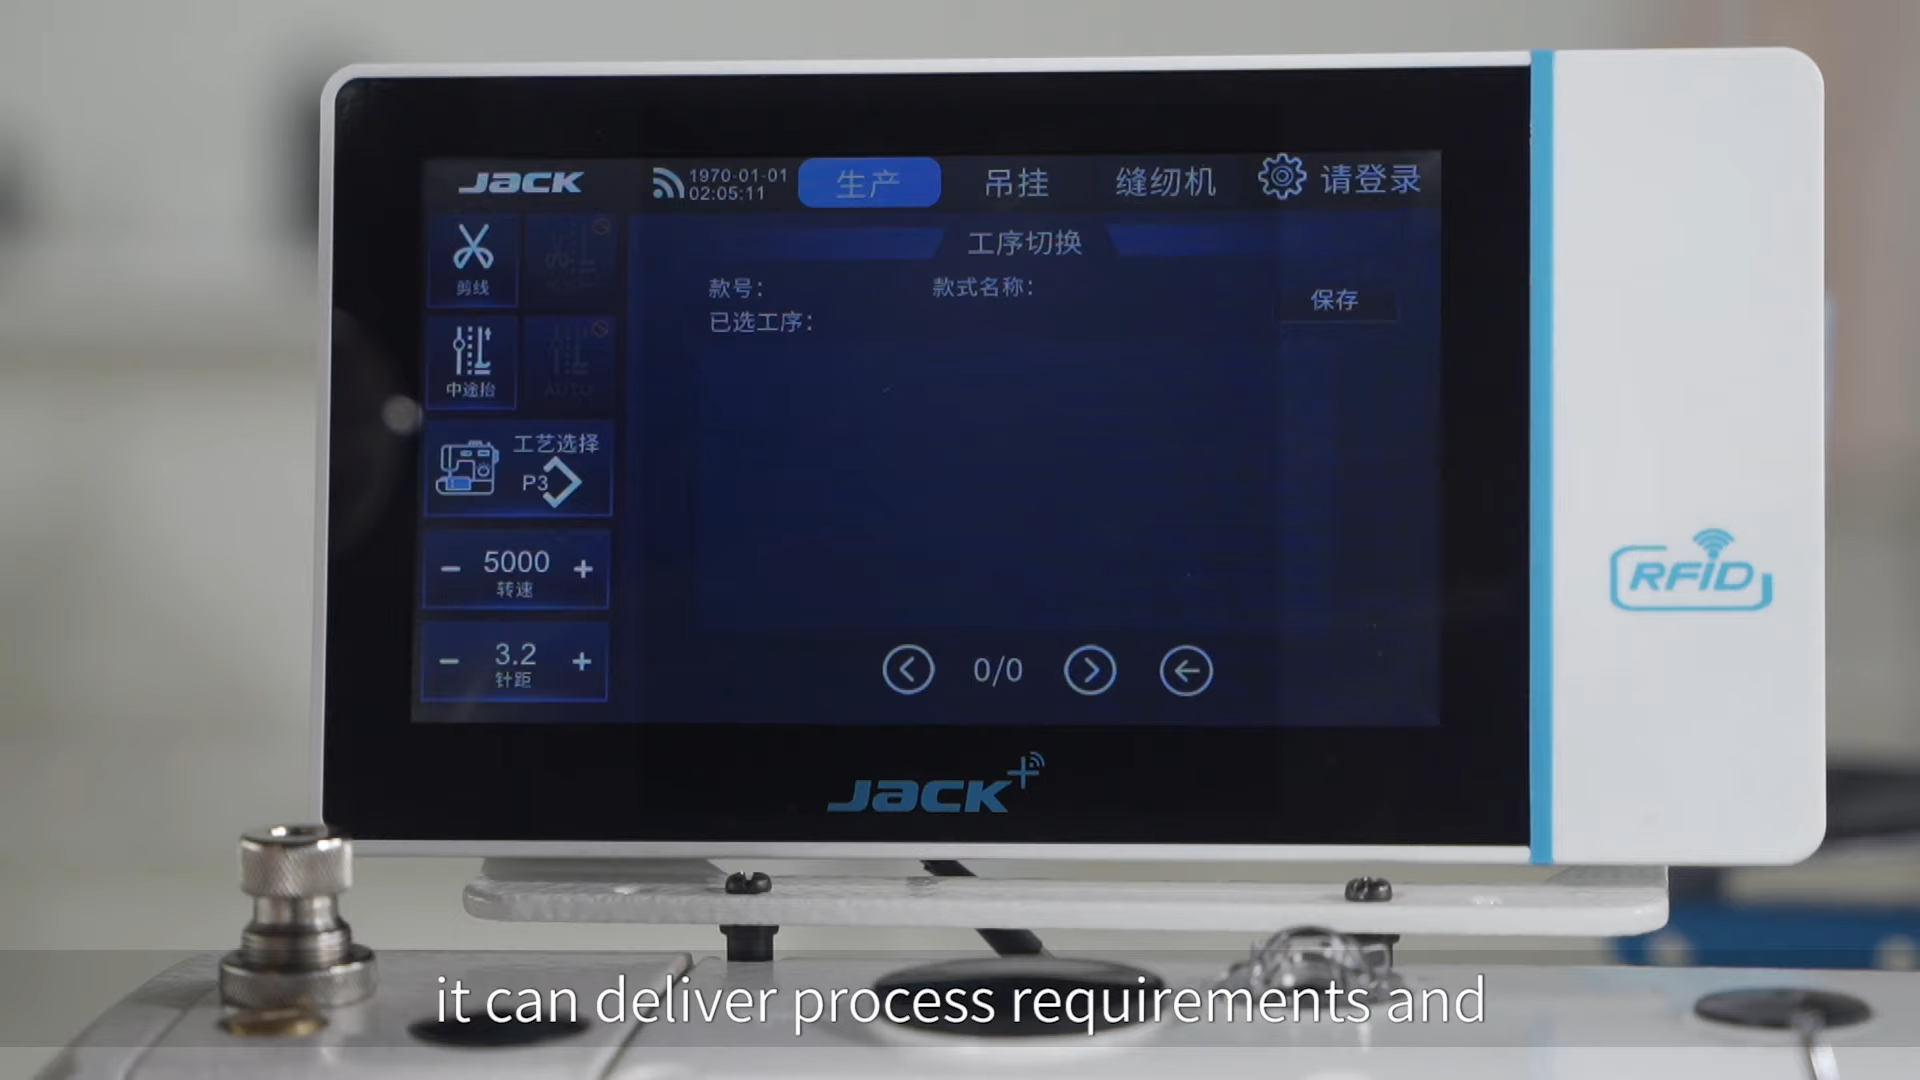 JACK
1970-01-01
02:05:11
生产
吊挂
缝纫机
请登录
剪线
中途抬
AUTO
工艺选择
P3
- 5000 +
转速
- 3.2 +
针距
工序切换
款号:
款式名称:
保存
已选工序:
0/0
JACK+
RFID
it can deliver process requirements and